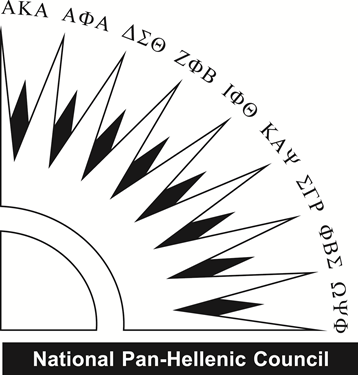 ΑΚΑ ΑΦΑ ΔΣΘ ΖΦΒ ΙΦΘ ΚΑΨ ΣΓΡ ΦΒΣ ΩΨΦ
National Pan-Hellenic Council